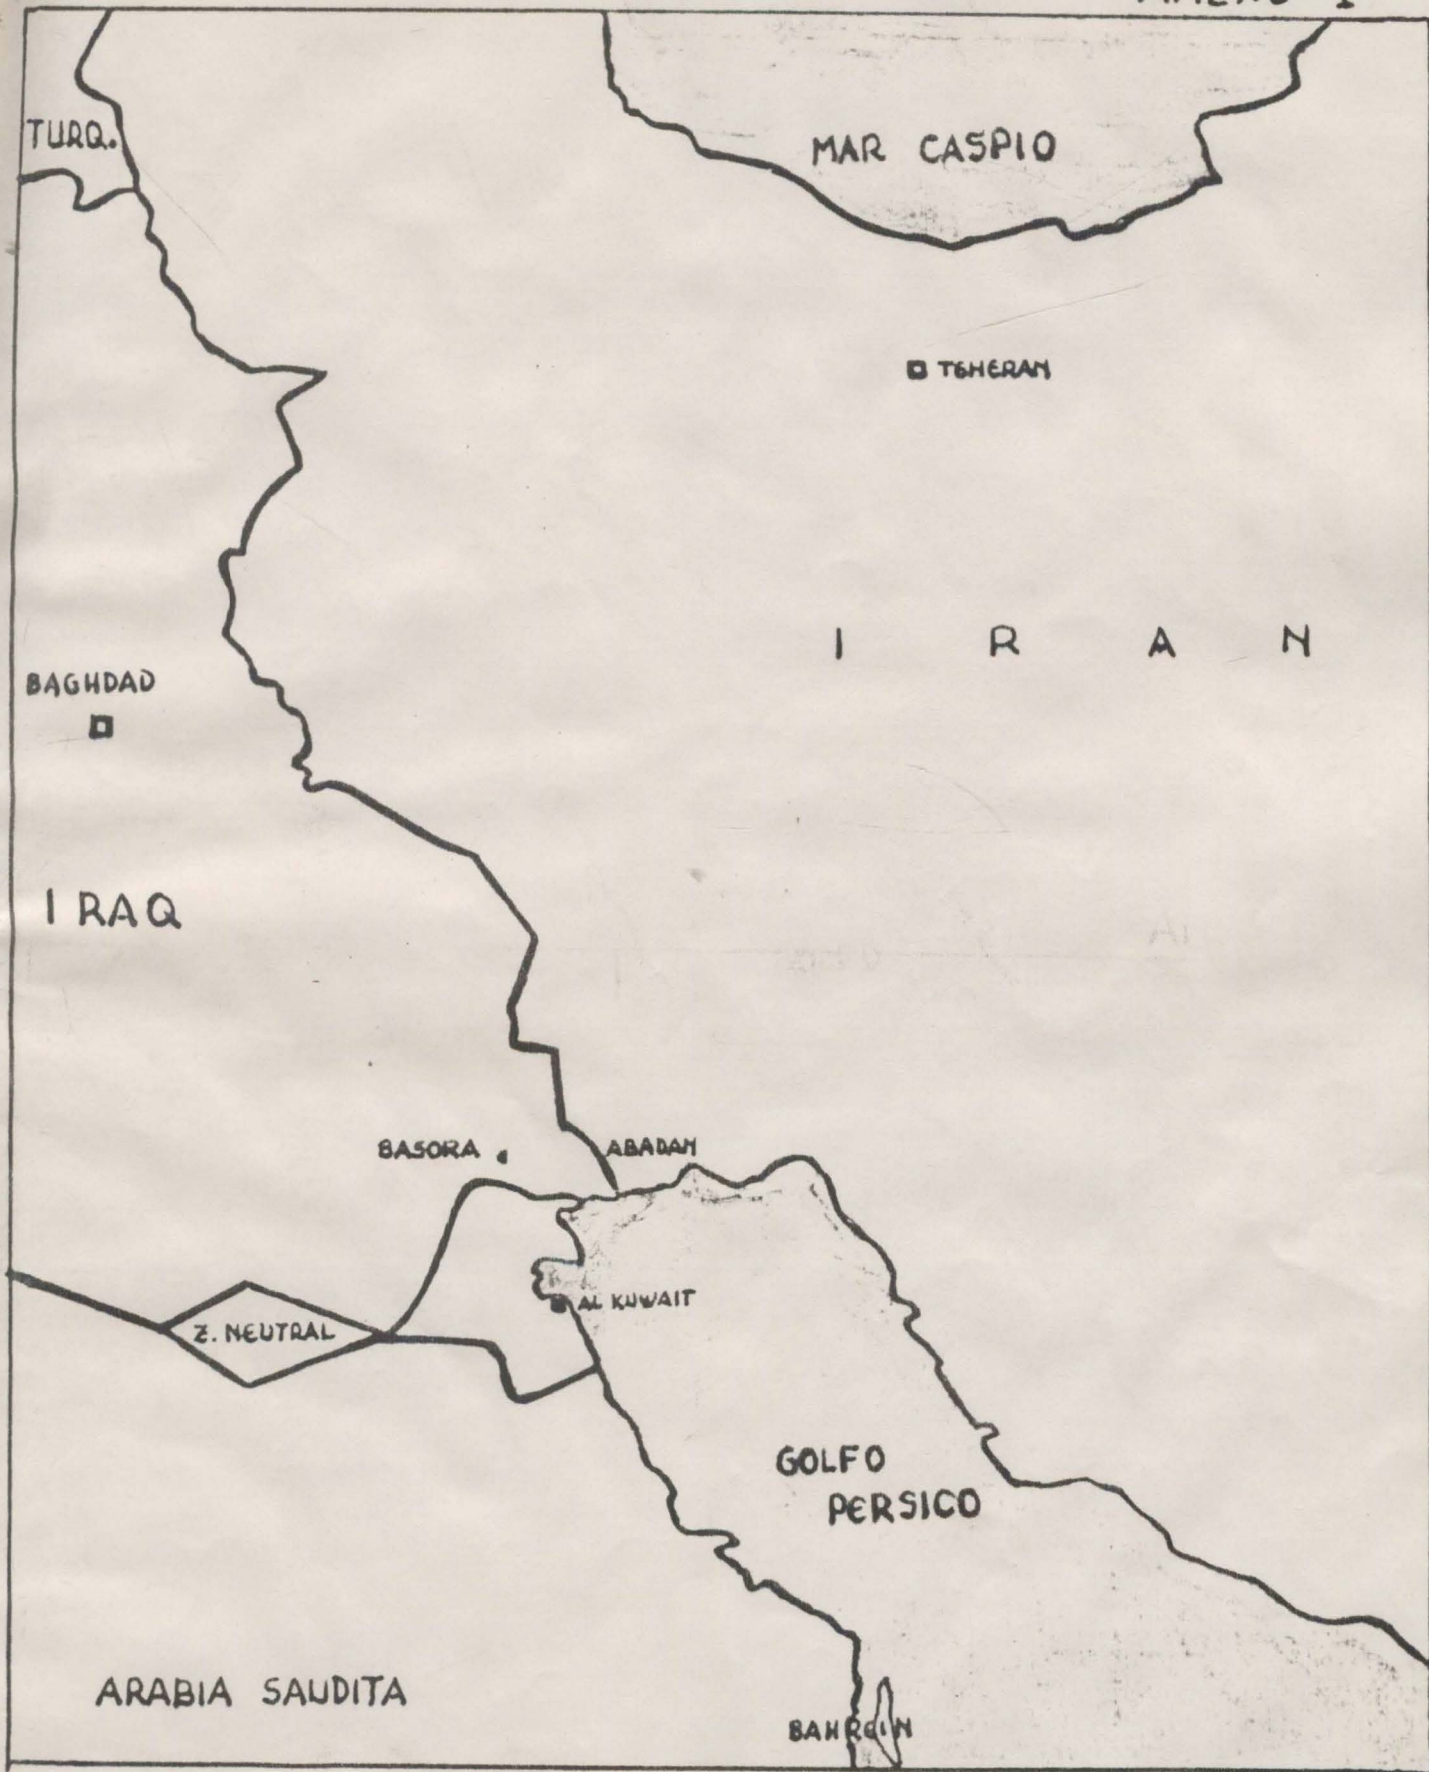 TURQ.
MAR CASPIO
TEHERAN
I R A N
BAGHDAD
IRAQ
BASORA
ABADAN
AL KUWAIT
Z. NEUTRAL
GOLFO
PERSICO
ARABIA SAUDITA
BAHREIN